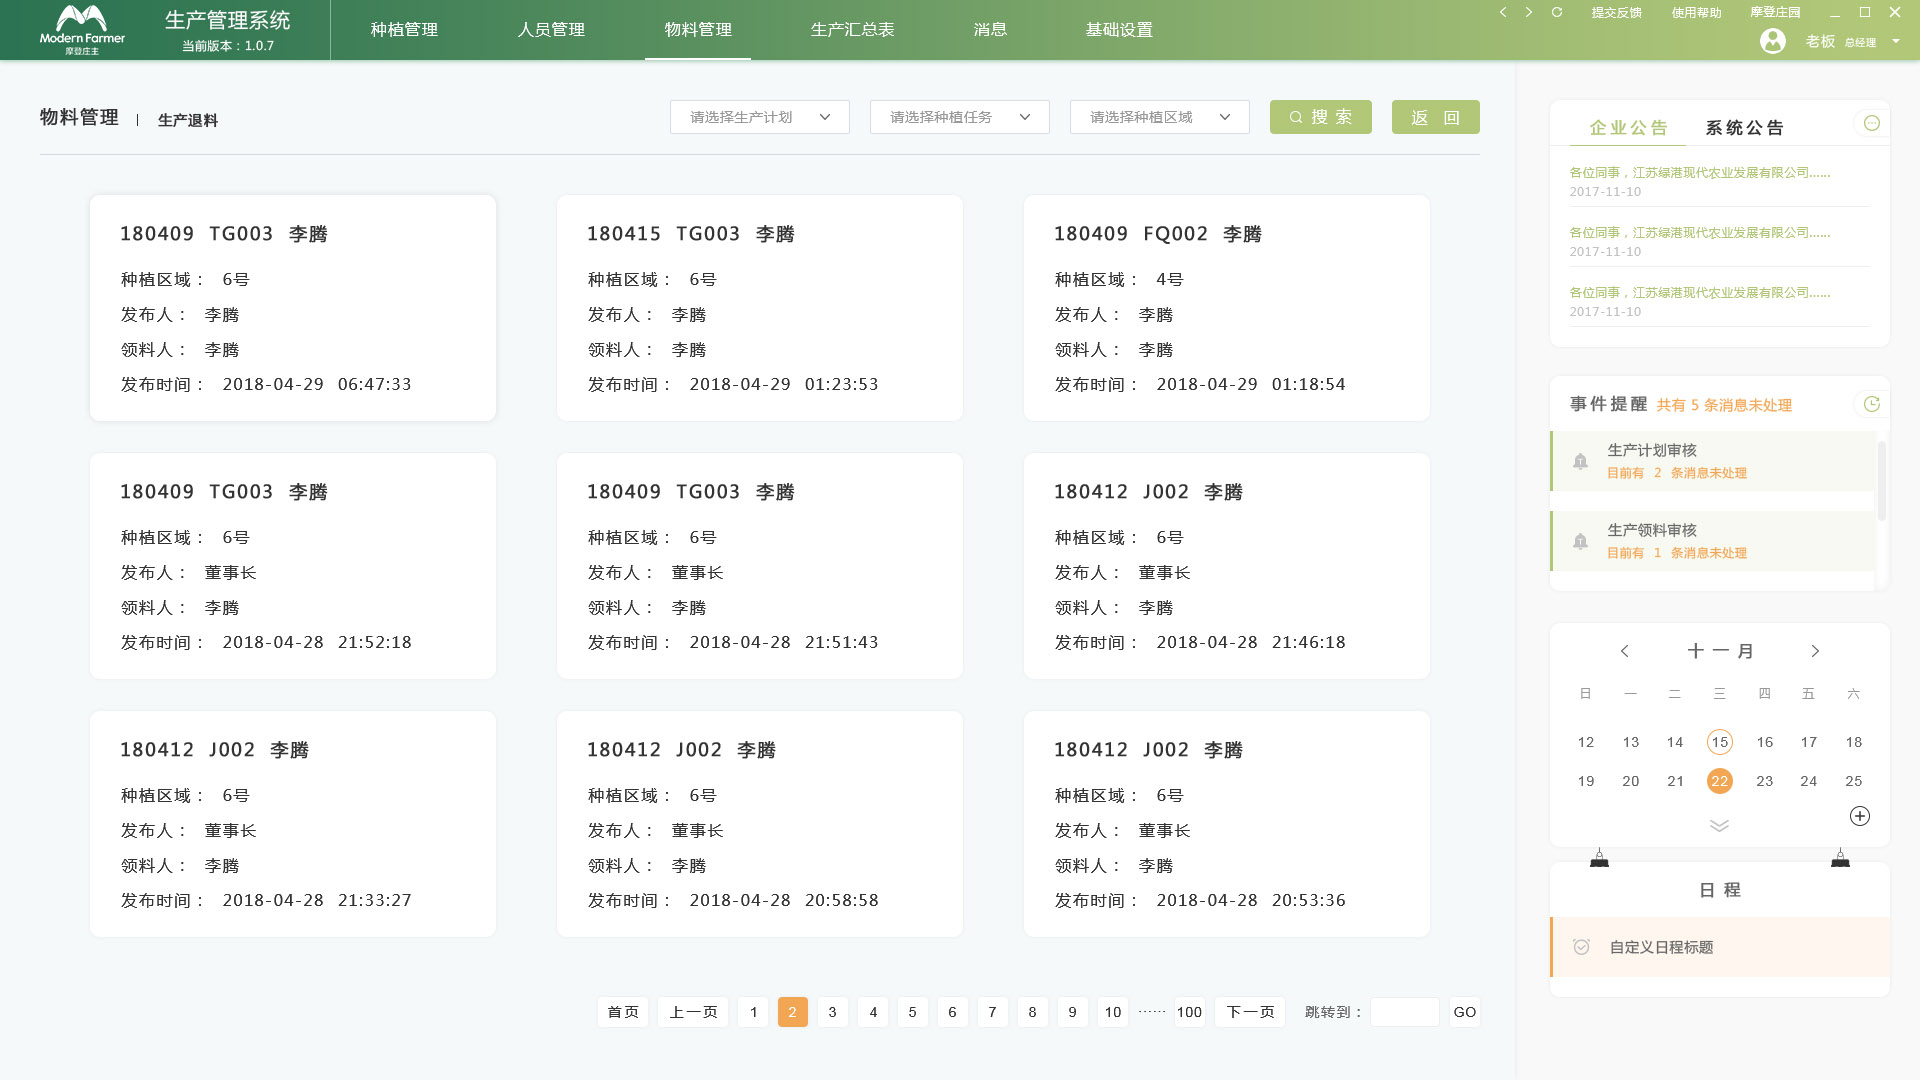 Modern Farmer
摩登庄主
生产管理系统
当前版本：1.0.7
种植管理 人员管理 物料管理 生产汇总表 消息 基础设置
提交反馈 使用帮助 摩登庄园
老板 总经理
物料管理 | 生产退料
请选择生产计划 请选择种植任务 请选择种植区域 搜索 返回
180409 TG003 李腾
种植区域： 6号
发布人： 李腾
领料人： 李腾
发布时间： 2018-04-29 06:47:33
180415 TG003 李腾
种植区域： 6号
发布人： 李腾
领料人： 李腾
发布时间： 2018-04-29 01:23:53
180409 FQ002 李腾
种植区域： 4号
发布人： 李腾
领料人： 李腾
发布时间： 2018-04-29 01:18:54
180409 TG003 李腾
种植区域： 6号
发布人： 董事长
领料人： 李腾
发布时间： 2018-04-28 21:52:18
180409 TG003 李腾
种植区域： 6号
发布人： 董事长
领料人： 李腾
发布时间： 2018-04-28 21:51:43
180412 J002 李腾
种植区域： 6号
发布人： 董事长
领料人： 李腾
发布时间： 2018-04-28 21:46:18
180412 J002 李腾
种植区域： 6号
发布人： 董事长
领料人： 李腾
发布时间： 2018-04-28 21:33:27
180412 J002 李腾
种植区域： 6号
发布人： 董事长
领料人： 李腾
发布时间： 2018-04-28 20:58:58
180412 J002 李腾
种植区域： 6号
发布人： 董事长
领料人： 李腾
发布时间： 2018-04-28 20:53:36
首页 上一页 1 2 3 4 5 6 7 8 9 10 ······ 100 下一页 跳转到： GO
企业公告 系统公告
各位同事，江苏绿港现代农业发展有限公司......
2017-11-10
各位同事，江苏绿港现代农业发展有限公司......
2017-11-10
各位同事，江苏绿港现代农业发展有限公司......
2017-11-10
事件提醒 共有 5 条消息未处理
生产计划审核
目前有 2 条消息未处理
生产领料审核
目前有 1 条消息未处理
十一月
日 一 二 三 四 五 六
12 13 14 15 16 17 18
19 20 21 22 23 24 25
日程
自定义日程标题